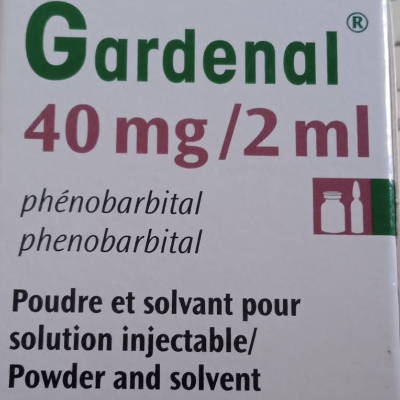 Gardenal®
40 mg /2 ml
phénobarbital
phenobarbital
Poudre et solvant pour
solution injectable/
Powder and solvent